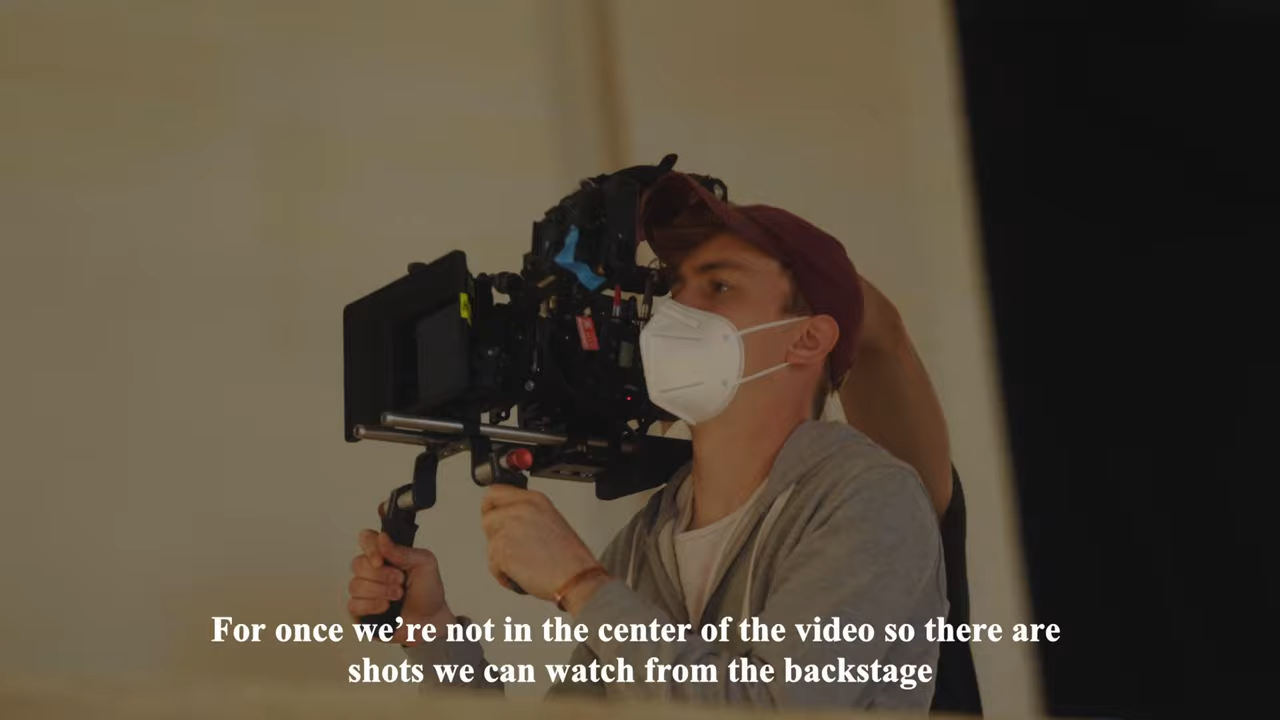 For once we’re not in the center of the video so there are
shots we can watch from the backstage